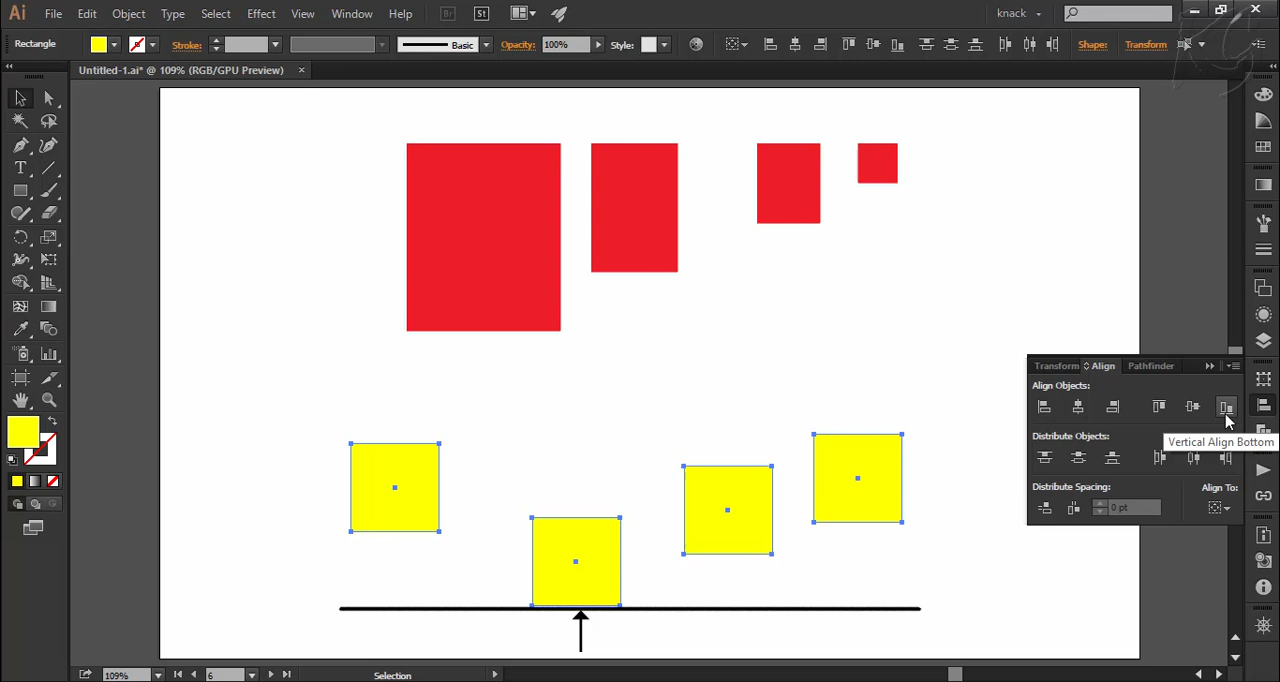 Ai File Edit Object Type Select Effect View Window Help Br St knack
Rectangle Stroke: Basic Opacity: 100% Style: Shape: Transform
Untitled-1.ai* @ 109% (RGB/GPU Preview) ×
Transform Align Pathfinder
Align Objects:
Vertical Align Bottom
Distribute Objects:
Distribute Spacing: Align To:
0 pt
109% 6 Selection